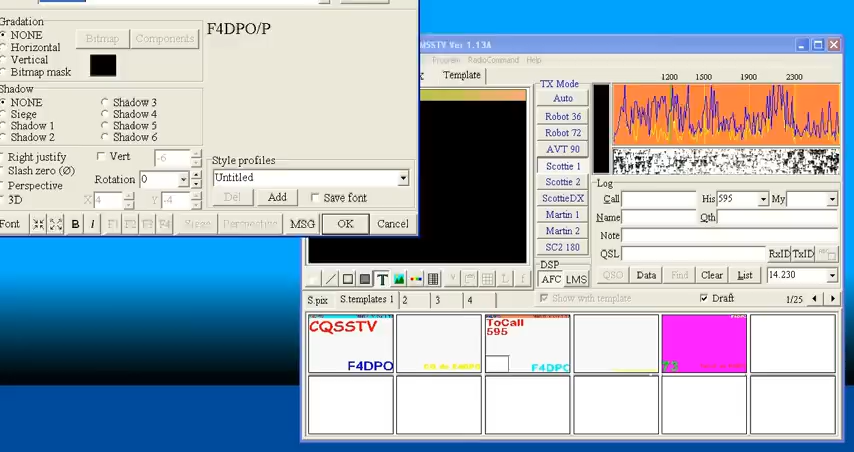 Gradation
NONE
Horizontal
Vertical
Bitmap mask
Bitmap
Components
F4DPO/P
Shadow
NONE
Siege
Shadow 1
Shadow 2
Shadow 3
Shadow 4
Shadow 5
Shadow 6
Right justify
Slash zero (Ø)
Perspective
3D
Vert
-6
Rotation
0
X 4
Y -4
Style profiles
Untitled
Del
Add
Save font
Font
B
I
Siege
Perspective
MSG
OK
Cancel
MSSTV Ver 1.13A
Program
RadioCommand
Help
X
Template
TX Mode
Auto
Robot 36
Robot 72
AVT 90
Scottie 1
Scottie 2
ScottieDX
Martin 1
Martin 2
SC2 180
DSP
AFC
LMS
1200
1500
1900
2300
Log
Call
His 595
My
Name
Qth
Note
QSL
RxID
TxID
QSO
Data
Find
Clear
List
14.230
T
S.pix
S.templates 1
2
3
4
Show with template
Draft
1/25
CQSSTV
F4DPO
ToCall
595
F4DPO
73